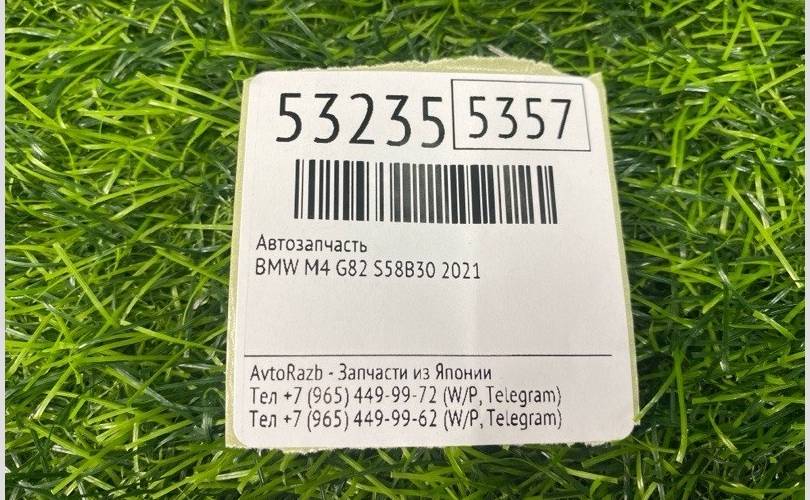 53235 5357
Автозапчасть
BMW M4 G82 S58B30 2021
AvtoRazb - Запчасти из Японии
Тел +7 (965) 449-99-72 (W/P, Telegram)
Тел +7 (965) 449-99-62 (W/P, Telegram)